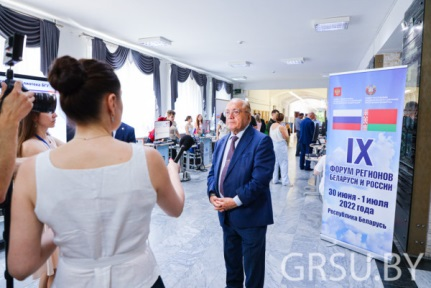 IX
ФОРУМ РЕГИОНОВ
БЕЛАРУСИ И РОССИИ
30 июня - 1 июля
2022 года
Республика Беларусь
GRSU.BY